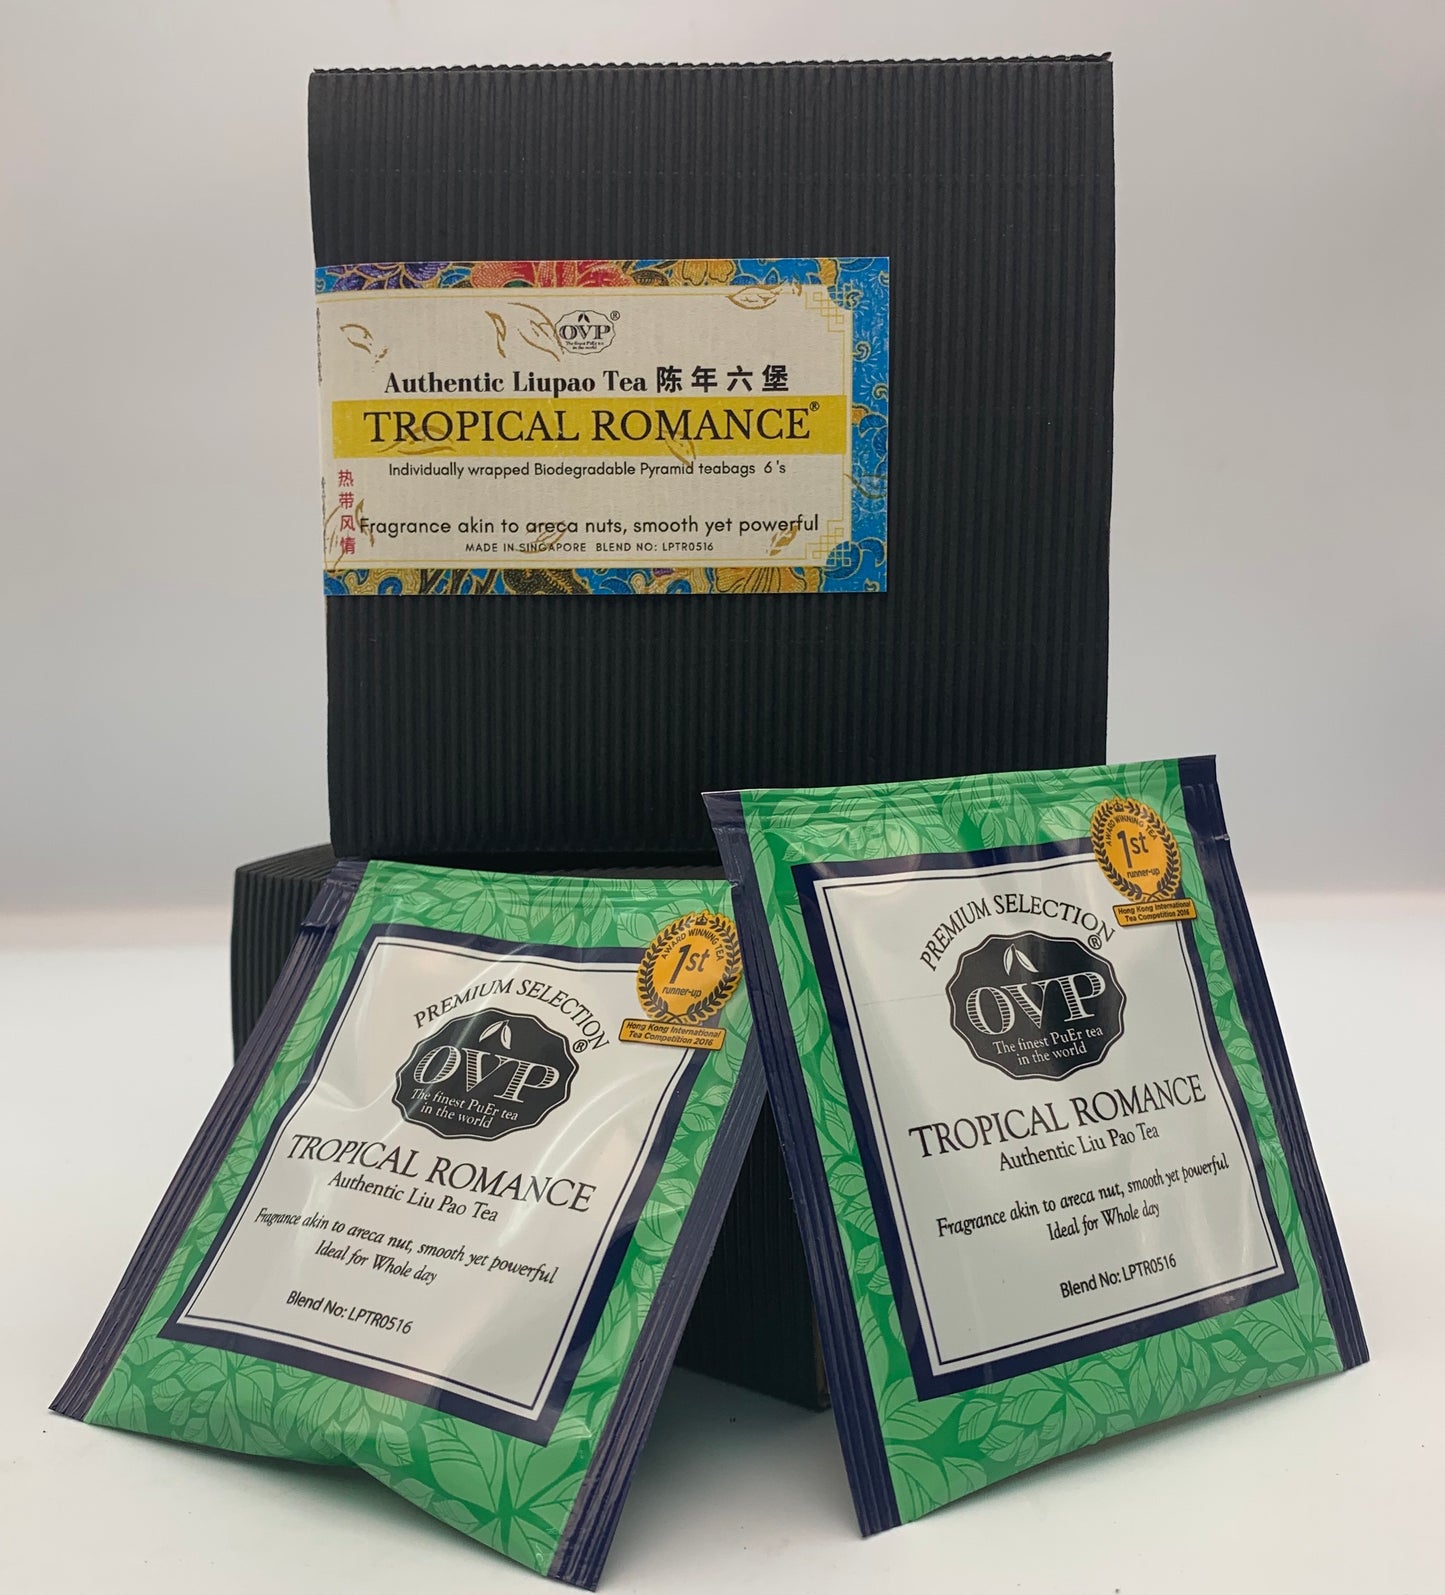 OVP®
The finest PuEr tea
in the world
Authentic Liupao Tea 陈年六堡
TROPICAL ROMANCE®
Individually wrapped Biodegradable Pyramid teabags 6's
热带风情
Fragrance akin to areca nuts, smooth yet powerful
MADE IN SINGAPORE BLEND NO: LPTR0516
AWARD WINNING TEA
1st
runner-up
Hong Kong International
Tea Competition 2016
PREMIUM SELECTION
OVP®
The finest PuEr tea
in the world
TROPICAL ROMANCE
Authentic Liu Pao Tea
Fragrance akin to areca nut, smooth yet powerful
Ideal for Whole day
Blend No: LPTR0516
AWARD WINNING TEA
1st
runner-up
Hong Kong International
Tea Competition 2016
PREMIUM SELECTION
OVP®
The finest PuEr tea
in the world
TROPICAL ROMANCE
Authentic Liu Pao Tea
Fragrance akin to areca nut, smooth yet powerful
Ideal for Whole day
Blend No: LPTR0516